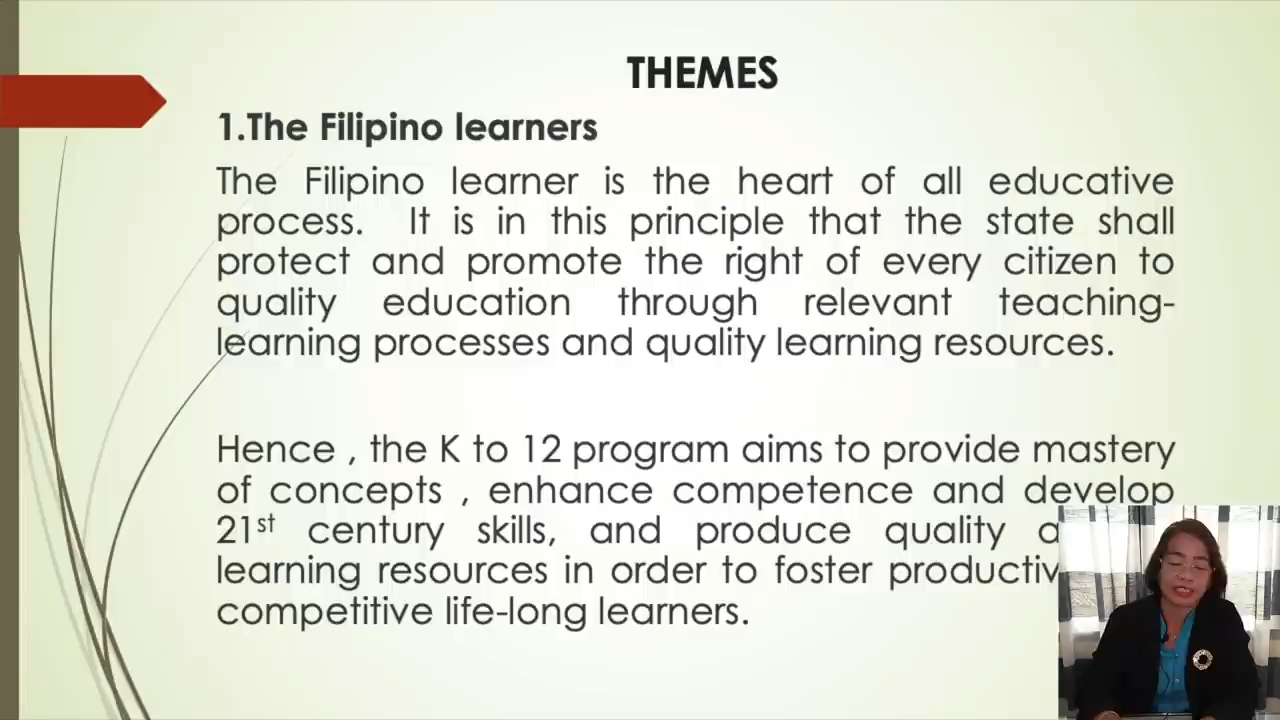 THEMES
1.The Filipino learners
The Filipino learner is the heart of all educative
process. It is in this principle that the state shall
protect and promote the right of every citizen to
quality education through relevant teaching-
learning processes and quality learning resources.
Hence , the K to 12 program aims to provide mastery
of concepts , enhance competence and develop
21st century skills, and produce quality
learning resources in order to foster
competitive life-long learners.